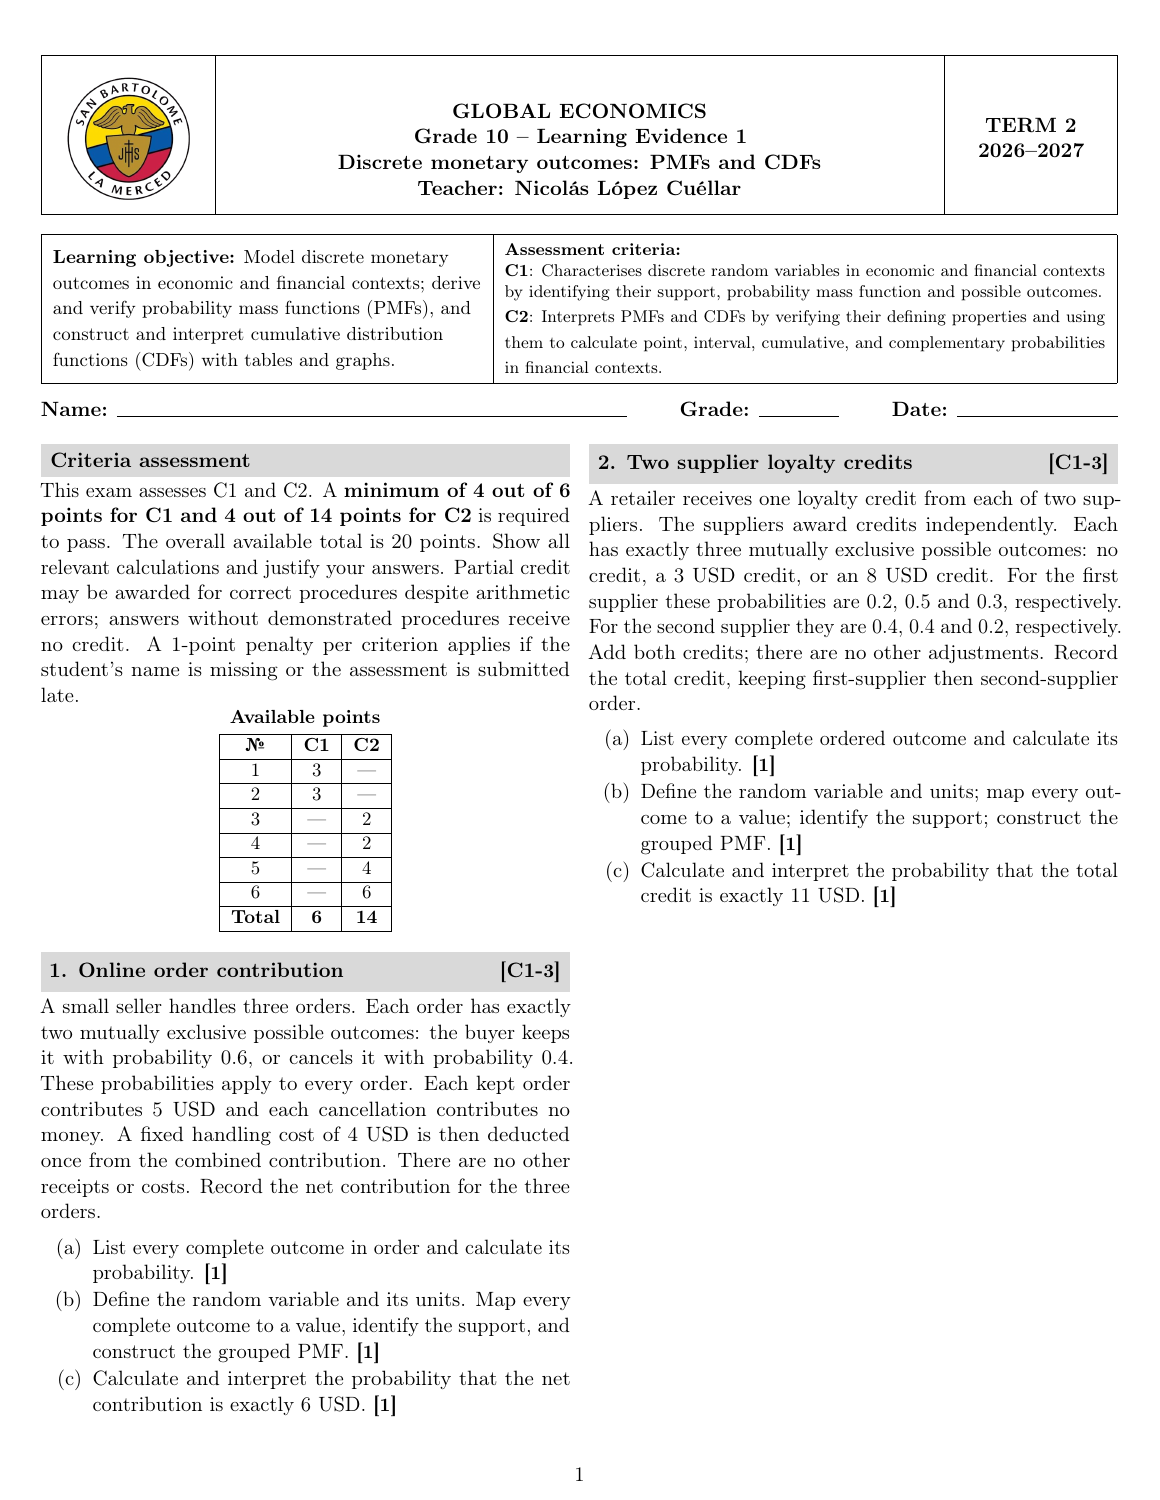 SAN BARTOLOME
JHS
LA MERCED
GLOBAL ECONOMICS
Grade 10 – Learning Evidence 1
Discrete monetary outcomes: PMFs and CDFs
Teacher: Nicolás López Cuéllar
TERM 2
2026–2027
Learning objective: Model discrete monetary
outcomes in economic and financial contexts; derive
and verify probability mass functions (PMFs), and
construct and interpret cumulative distribution
functions (CDFs) with tables and graphs.
Assessment criteria:
C1: Characterises discrete random variables in economic and financial contexts
by identifying their support, probability mass function and possible outcomes.
C2: Interprets PMFs and CDFs by verifying their defining properties and using
them to calculate point, interval, cumulative, and complementary probabilities
in financial contexts.
Name: Grade: Date:
Criteria assessment
This exam assesses C1 and C2. A minimum of 4 out of 6
points for C1 and 4 out of 14 points for C2 is required
to pass. The overall available total is 20 points. Show all
relevant calculations and justify your answers. Partial credit
may be awarded for correct procedures despite arithmetic
errors; answers without demonstrated procedures receive
no credit. A 1-point penalty per criterion applies if the
student's name is missing or the assessment is submitted
late.
Available points
№ C1 C2
1 3 —
2 3 —
3 — 2
4 — 2
5 — 4
6 — 6
Total 6 14
1. Online order contribution [C1-3]
A small seller handles three orders. Each order has exactly
two mutually exclusive possible outcomes: the buyer keeps
it with probability 0.6, or cancels it with probability 0.4.
These probabilities apply to every order. Each kept order
contributes 5 USD and each cancellation contributes no
money. A fixed handling cost of 4 USD is then deducted
once from the combined contribution. There are no other
receipts or costs. Record the net contribution for the three
orders.
(a) List every complete outcome in order and calculate its
probability. [1]
(b) Define the random variable and its units. Map every
complete outcome to a value, identify the support, and
construct the grouped PMF. [1]
(c) Calculate and interpret the probability that the net
contribution is exactly 6 USD. [1]
2. Two supplier loyalty credits [C1-3]
A retailer receives one loyalty credit from each of two sup-
pliers. The suppliers award credits independently. Each
has exactly three mutually exclusive possible outcomes: no
credit, a 3 USD credit, or an 8 USD credit. For the first
supplier these probabilities are 0.2, 0.5 and 0.3, respectively.
For the second supplier they are 0.4, 0.4 and 0.2, respectively.
Add both credits; there are no other adjustments. Record
the total credit, keeping first-supplier then second-supplier
order.
(a) List every complete ordered outcome and calculate its
probability. [1]
(b) Define the random variable and units; map every out-
come to a value; identify the support; construct the
grouped PMF. [1]
(c) Calculate and interpret the probability that the total
credit is exactly 11 USD. [1]
1